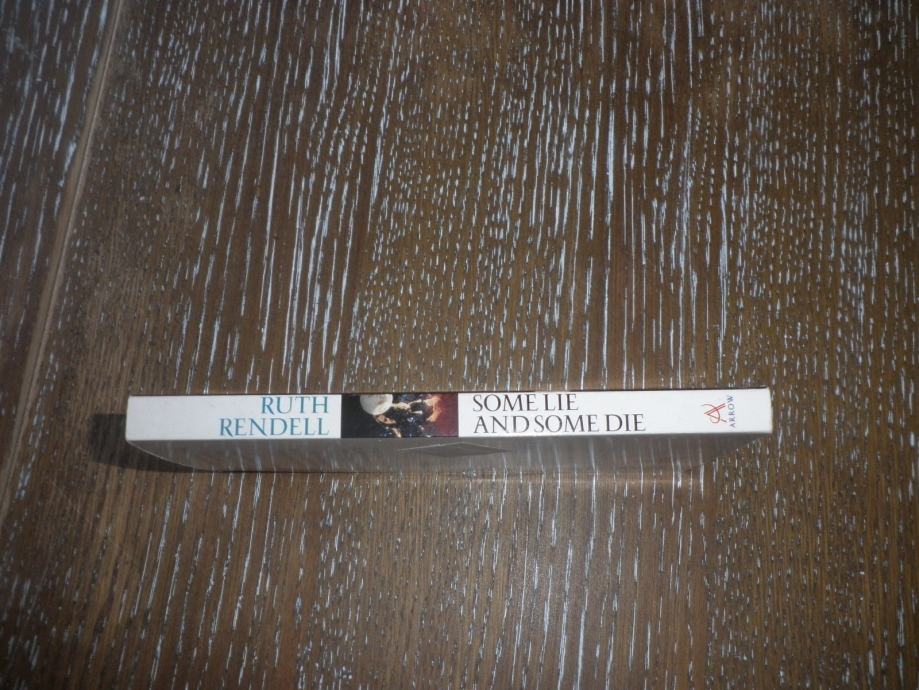 RUTH
RENDELL
SOME LIE
AND SOME DIE
ARROW